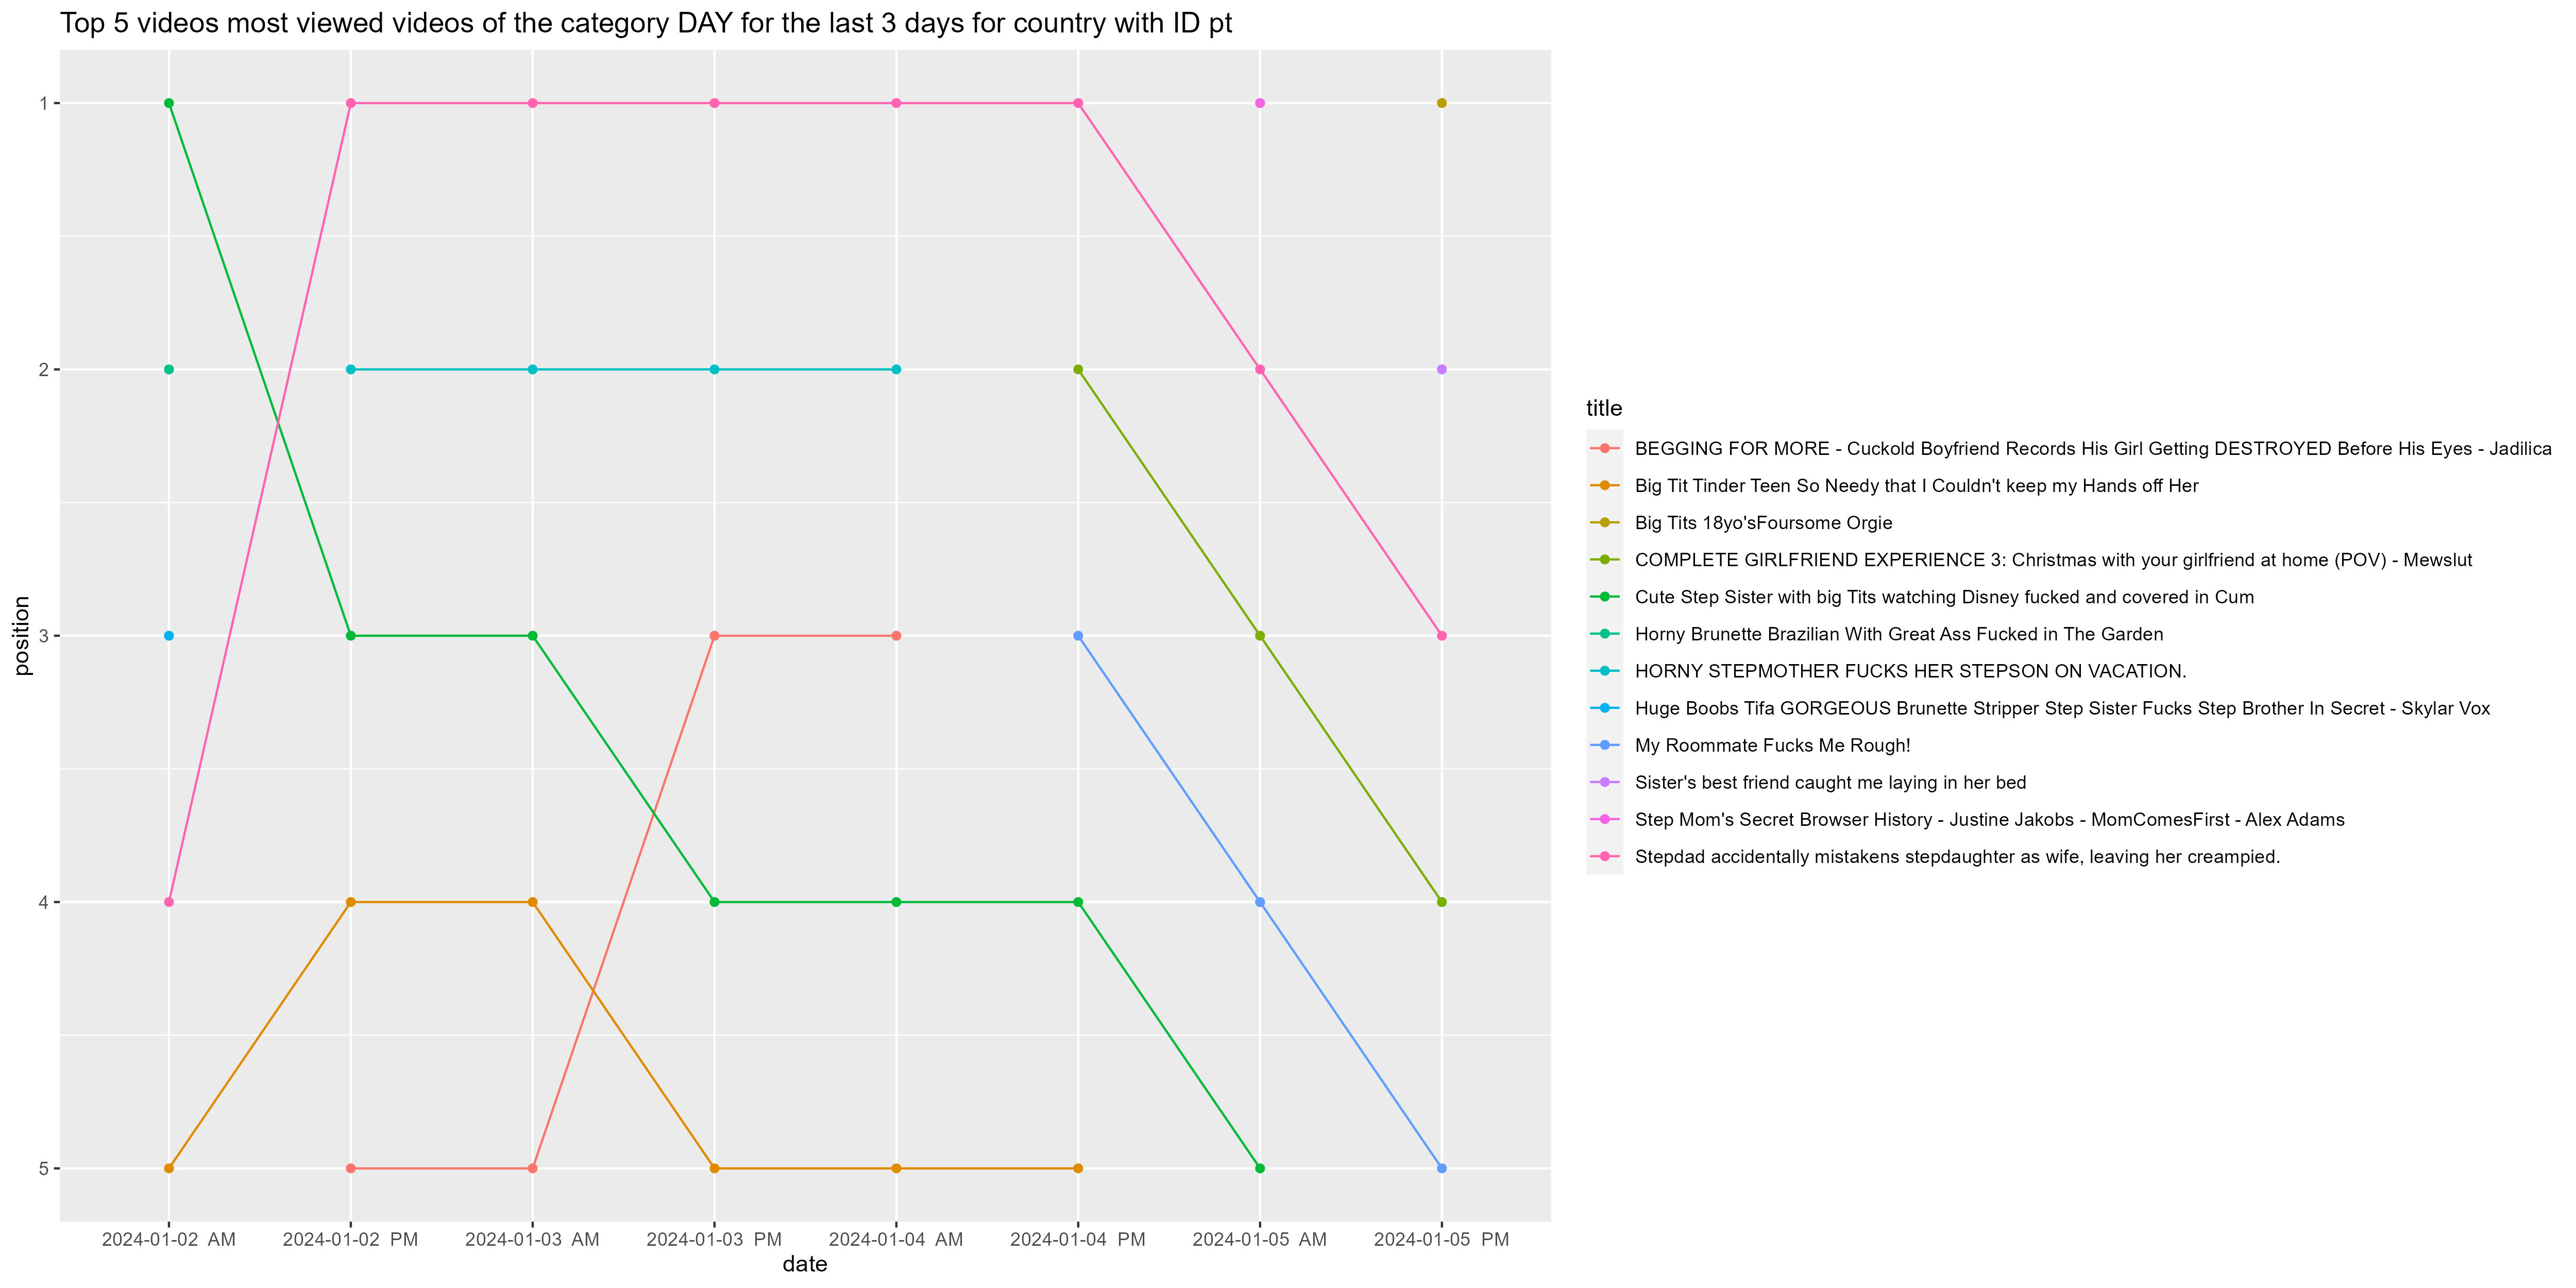 Top 5 videos most viewed videos of the category DAY for the last 3 days for country with ID pt
1
2
3
4
5
position
2024-01-02 AM
2024-01-02 PM
2024-01-03 AM
2024-01-03 PM
2024-01-04 AM
2024-01-04 PM
2024-01-05 AM
2024-01-05 PM
date
title
BEGGING FOR MORE - Cuckold Boyfriend Records His Girl Getting DESTROYED Before His Eyes - Jadilica
Big Tit Tinder Teen So Needy that I Couldn't keep my Hands off Her
Big Tits 18yo'sFoursome Orgie
COMPLETE GIRLFRIEND EXPERIENCE 3: Christmas with your girlfriend at home (POV) - Mewslut
Cute Step Sister with big Tits watching Disney fucked and covered in Cum
Horny Brunette Brazilian With Great Ass Fucked in The Garden
HORNY STEPMOTHER FUCKS HER STEPSON ON VACATION.
Huge Boobs Tifa GORGEOUS Brunette Stripper Step Sister Fucks Step Brother In Secret - Skylar Vox
My Roommate Fucks Me Rough!
Sister's best friend caught me laying in her bed
Step Mom's Secret Browser History - Justine Jakobs - MomComesFirst - Alex Adams
Stepdad accidentally mistakens stepdaughter as wife, leaving her creampied.